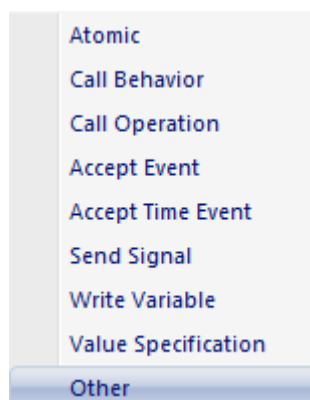 Atomic
Call Behavior
Call Operation
Accept Event
Accept Time Event
Send Signal
Write Variable
Value Specification
Other